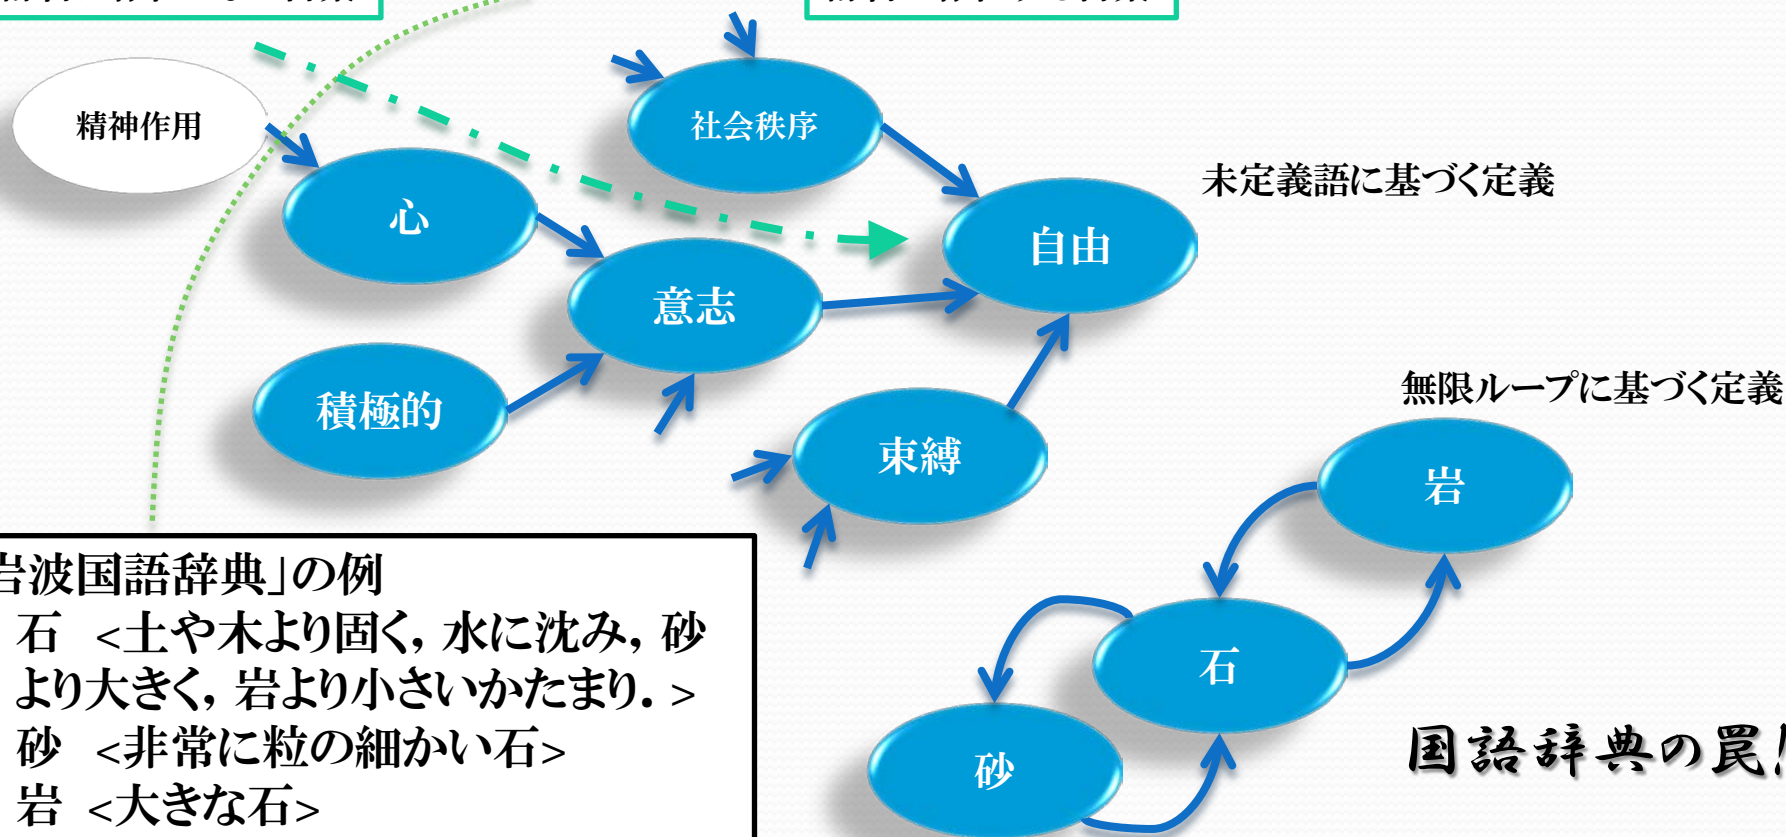 精神作用
社会秩序
心
未定義語に基づく定義
自由
意志
積極的
無限ループに基づく定義
束縛
岩
岩波国語辞典」の例
石 <土や木より固く, 水に沈み, 砂
より大きく, 岩より小さいかたまり. >
砂 <非常に粒の細かい石>
岩 <大きな石>
石
砂
国語辞典の罠!